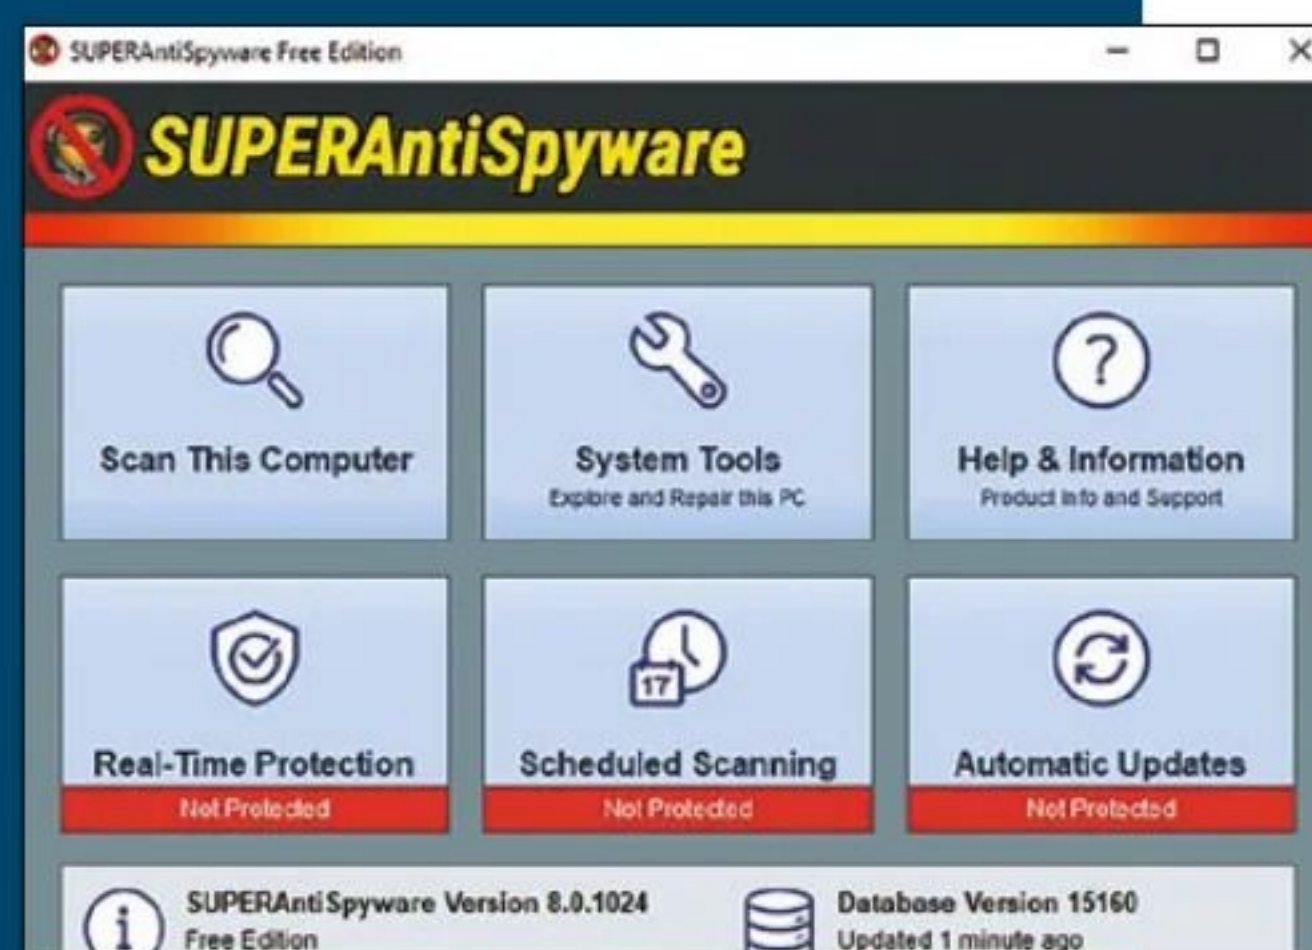 SUPERAntiSpyware Free Edition
SUPERAntiSpyware
Scan This Computer
System Tools
Explore and Repair this PC
Help & Information
Product Info and Support
Real-Time Protection
Not Protected
17
Scheduled Scanning
Not Protected
Automatic Updates
Not Protected
SUPERAntiSpyware Version 8.0.1024
Free Edition
Database Version 15160
Updated 1 minute ago